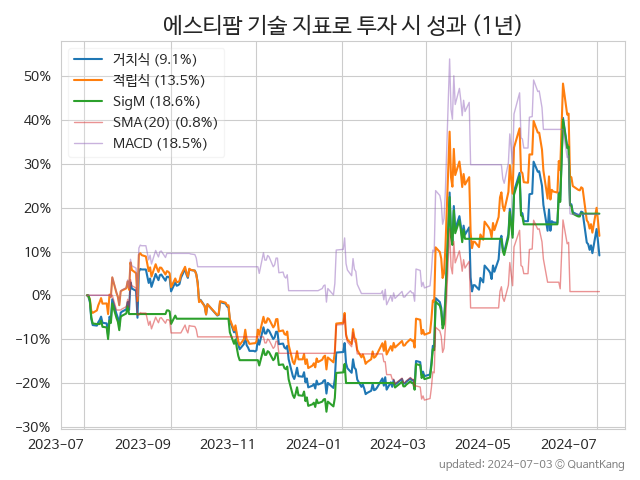 에스티팜 기술 지표로 투자 시 성과 (1년)
거치식 (9.1%)
적립식 (13.5%)
SigM (18.6%)
SMA(20) (0.8%)
MACD (18.5%)
50%
40%
30%
20%
10%
0%
−10%
−20%
−30%
2023-07 2023-09 2023-11 2024-01 2024-03 2024-05 2024-07
updated: 2024-07-03 © QuantKang